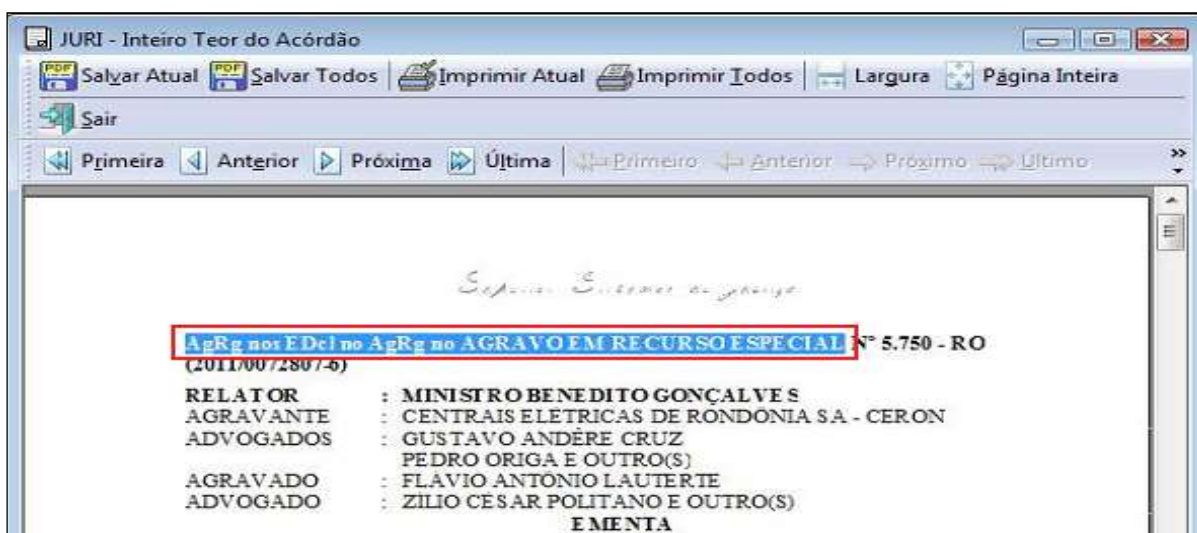 JURI - Inteiro Teor do Acórdão
Salvar Atual Salvar Todos Imprimir Atual Imprimir Todos Largura Página Inteira
Sair
Primeira Anterior Próxima Última Primeiro Anterior Próximo Último
AgRg nos EDcl no AgRg no AGRAVO EM RECURSO ESPECIAL Nº 5.750 - RO
(2011/0072807-6)
RELATOR : MINISTRO BENEDITO GONÇALVES
AGRAVANTE : CENTRAIS ELÉTRICAS DE RONDÔNIA SA - CERON
ADVOGADOS : GUSTAVO ANDÈRE CRUZ
PEDRO ORIGA E OUTRO(S)
AGRAVADO : FLÁVIO ANTÔNIO LAUTERTE
ADVOGADO : ZÍLIO CÉSAR POLITANO E OUTRO(S)
EMENTA